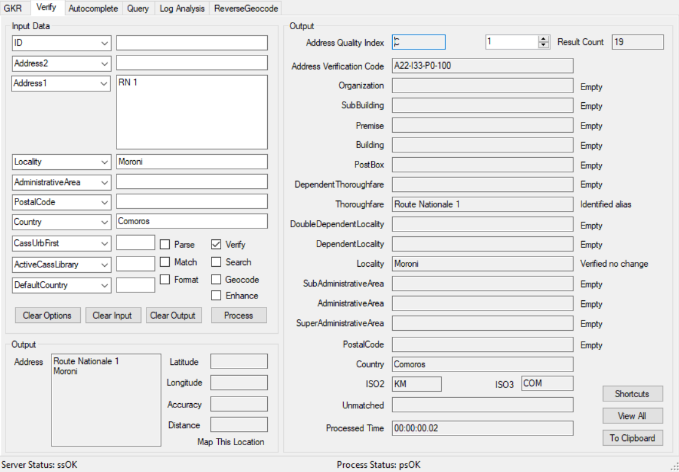 GKR Verify Autocomplete Query Log Analysis ReverseGeocode
Input Data
ID
Address2
Address1 RN 1
Locality Moroni
AdministrativeArea
PostalCode
Country Comoros
CassUrbFirst Parse Verify
ActiveCassLibrary Match Search
DefaultCountry Format Geocode
Enhance
Clear Options Clear Input Clear Output Process
Output
Address Route Nationale 1
Moroni
Latitude
Longitude
Accuracy
Distance
Map This Location
Output
Address Quality Index 1 Result Count 19
Address Verification Code A22-I33-P0-100
Organization Empty
SubBuilding Empty
Premise Empty
Building Empty
PostBox Empty
DependentThoroughfare Empty
Thoroughfare Route Nationale 1 Identified alias
DoubleDependentLocality Empty
DependentLocality Empty
Locality Moroni Verified no change
SubAdministrativeArea Empty
AdministrativeArea Empty
SuperAdministrativeArea Empty
PostalCode Empty
Country Comoros
ISO2 KM ISO3 COM
Unmatched
Processed Time 00:00:00.02
Shortcuts
View All
To Clipboard
Server Status: ssOK Process Status: psOK